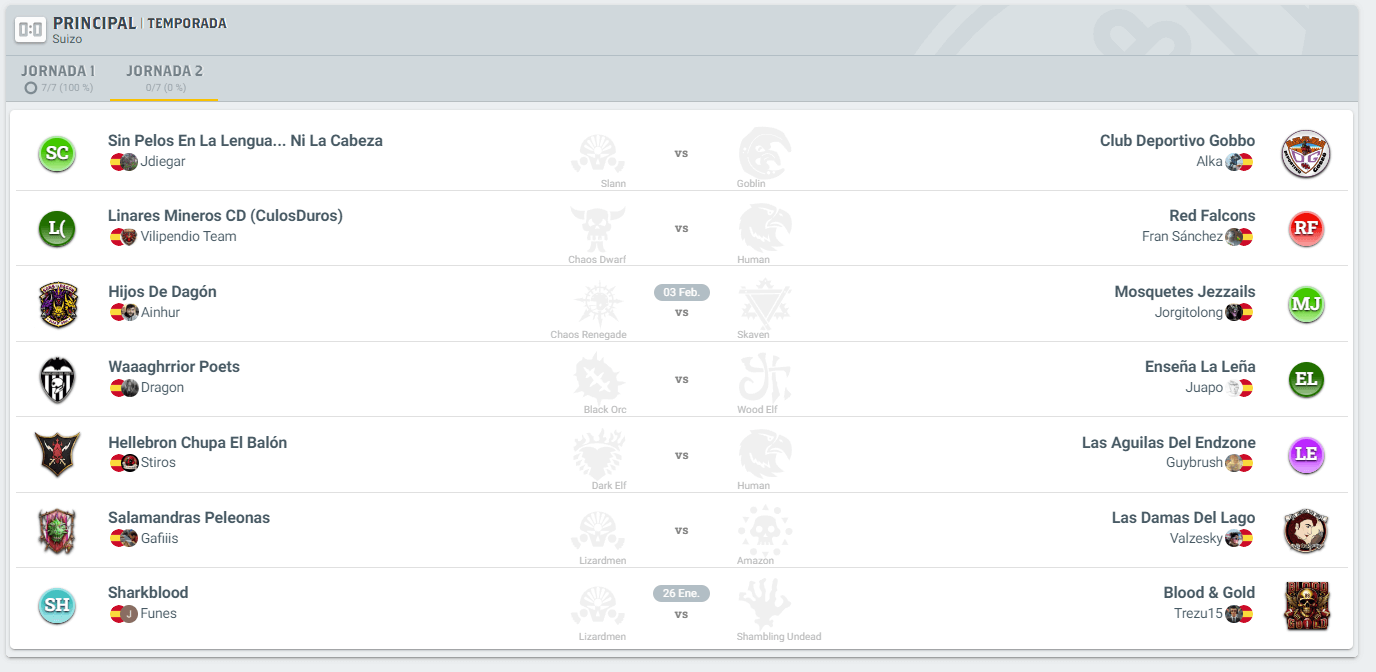 0:0 PRINCIPAL | TEMPORADA
Suizo
JORNADA 1 JORNADA 2
7/7 (100 %) 0/7 (0 %)
SC Sin Pelos En La Lengua... Ni La Cabeza vs Club Deportivo Gobbo
Jdiegar Alka
Slann Goblin
L( Linares Mineros CD (CulosDuros) vs Red Falcons RF
Vilipendio Team Fran Sánchez
Chaos Dwarf Human
Hijos De Dagón 03 Feb. Mosquetes Jezzails MJ
Ainhur vs Jorgitolong
Chaos Renegade Skaven
Waaaghrrior Poets vs Enseña La Leña EL
Dragon Juapo
Black Orc Wood Elf
Hellebron Chupa El Balón vs Las Aguilas Del Endzone LE
Stiros Guybrush
Dark Elf Human
Salamandras Peleonas vs Las Damas Del Lago
Gafiiis Valzesky
Lizardmen Amazon
SH Sharkblood 26 Ene. Blood & Gold
J Funes vs Trezu15
Lizardmen Shambling Undead